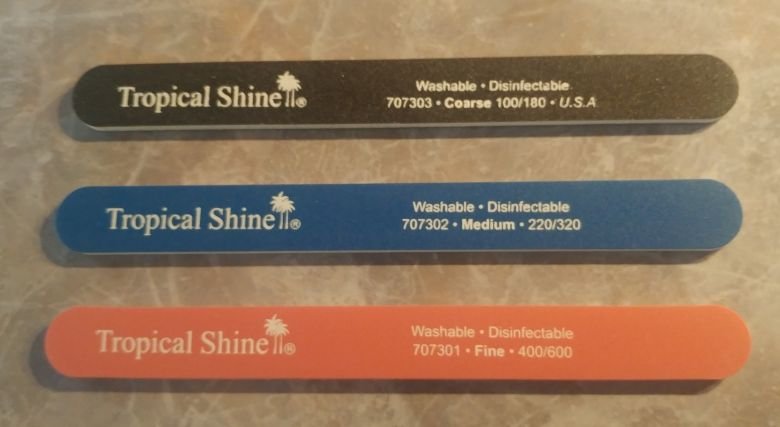 Tropical Shine®
Washable • Disinfectable
707303 • Coarse 100/180 • U.S.A
Tropical Shine®
Washable • Disinfectable
707302 • Medium • 220/320
Tropical Shine®
Washable • Disinfectable
707301 • Fine • 400/600